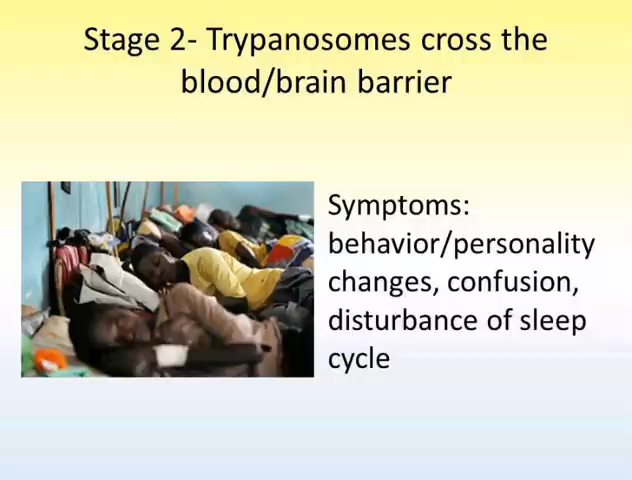 Stage 2- Trypanosomes cross the
blood/brain barrier
Symptoms:
behavior/personality
changes, confusion,
disturbance of sleep
cycle